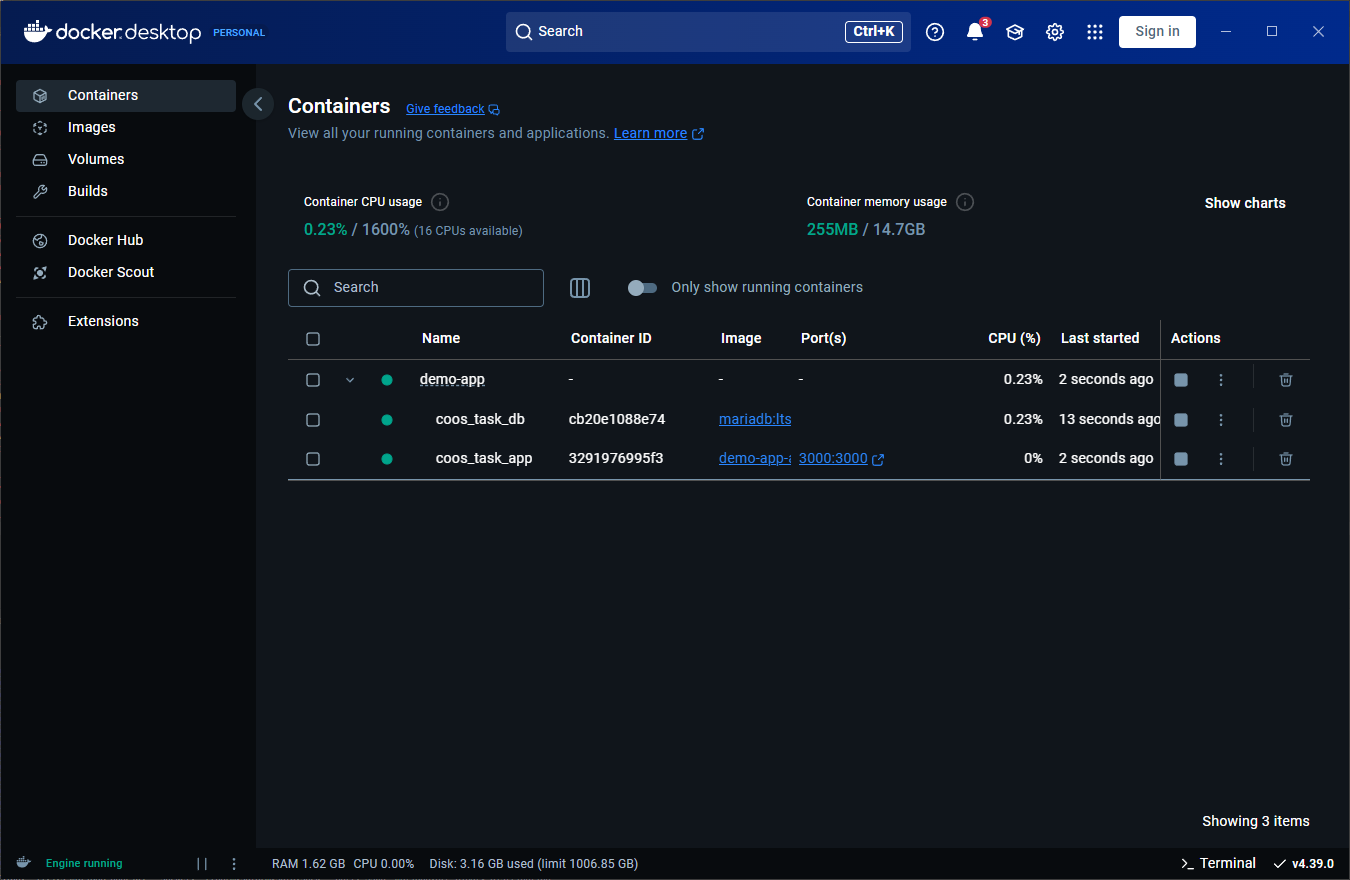 docker.desktop PERSONAL Search Ctrl+K 3 Sign in
Containers
Images
Volumes
Builds
Docker Hub
Docker Scout
Extensions
Containers Give feedback
View all your running containers and applications. Learn more
Container CPU usage
0.23% / 1600% (16 CPUs available)
Container memory usage
255MB / 14.7GB
Show charts
Search Only show running containers
Name Container ID Image Port(s) CPU (%) Last started Actions
demo-app - - - 0.23% 2 seconds ago
coos_task_db cb20e1088e74 mariadb:lts 0.23% 13 seconds ago
coos_task_app 3291976995f3 demo-app-a 3000:3000 0% 2 seconds ago
Showing 3 items
Engine running RAM 1.62 GB CPU 0.00% Disk: 3.16 GB used (limit 1006.85 GB) Terminal v4.39.0